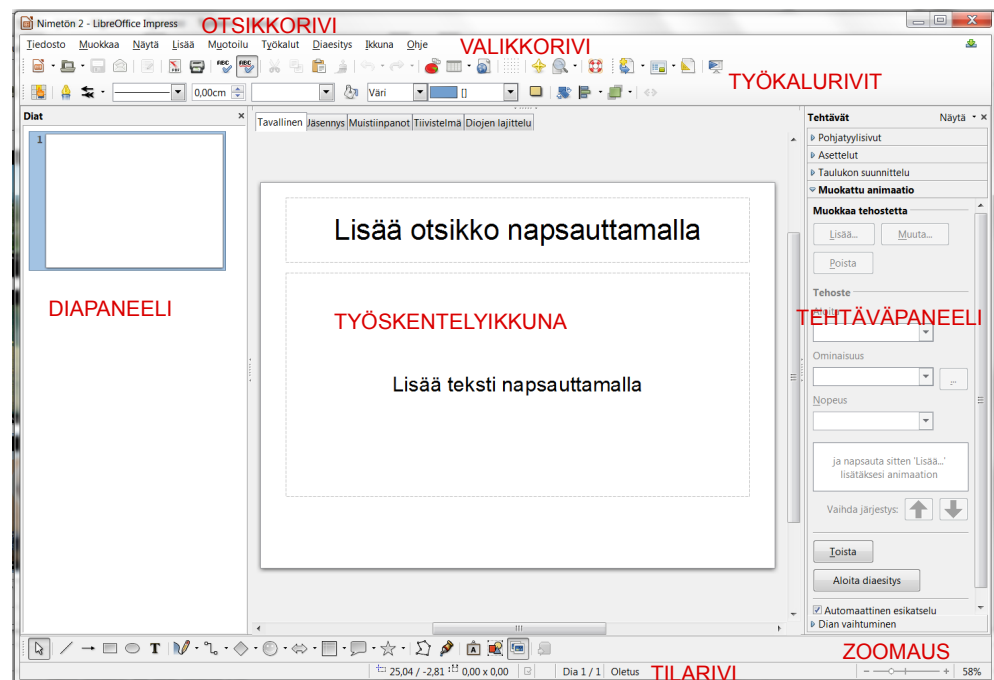 Nimetön 2 - LibreOffice Impress
OTSIKKORIVI
Tiedosto Muokkaa Näytä Lisää Muotoilu Työkalut Diaesitys Ikkuna Ohje
VALIKKORIVI
TYÖKALURIVIT
0,00cm Väri
Diat
Tavallinen Jäsennys Muistiinpanot Tiivistelmä Diojen lajittelu
1
Lisää otsikko napsauttamalla
DIAPANEELI
TYÖSKENTELYIKKUNA
Lisää teksti napsauttamalla
Tehtävät Näytä
Pohjatyylisivut
Asettelut
Taulukon suunnittelu
Muokattu animaatio
Muokkaa tehostetta
Lisää... Muuta...
Poista
Tehoste
TEHTÄVÄPANEELI
Ominaisuus
...
Nopeus
ja napsauta sitten 'Lisää...'
lisätäksesi animaation
Vaihda järjestys:
Toista
Aloita diaesitys
Automaattinen esikatselu
Dian vaihtuminen
ZOOMAUS
25,04 / -2,81 0,00 x 0,00 Dia 1 / 1 Oletus
TILARIVI
58%